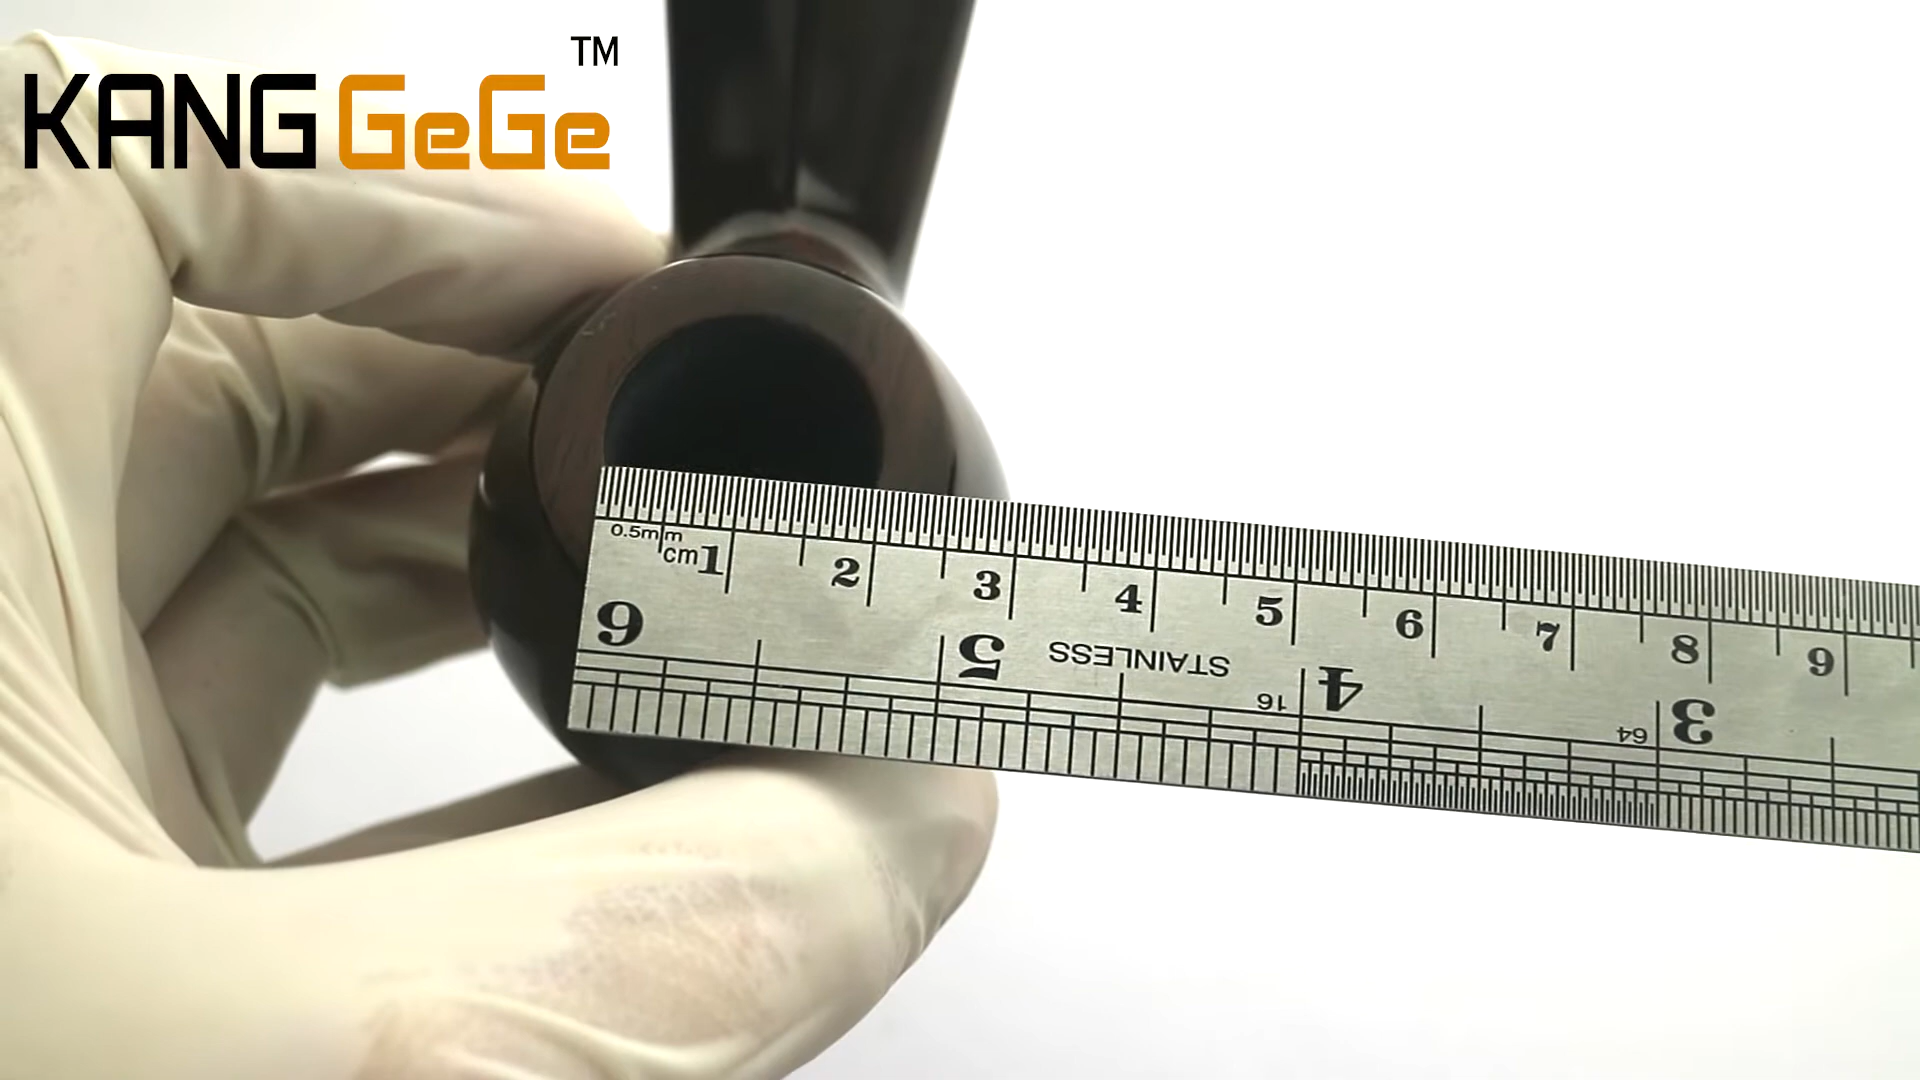 KANG GeGe™
0.5mm
cm 1 2 3 4 5 6 7 8 9
6 5 STAINLESS 4 3
16 64